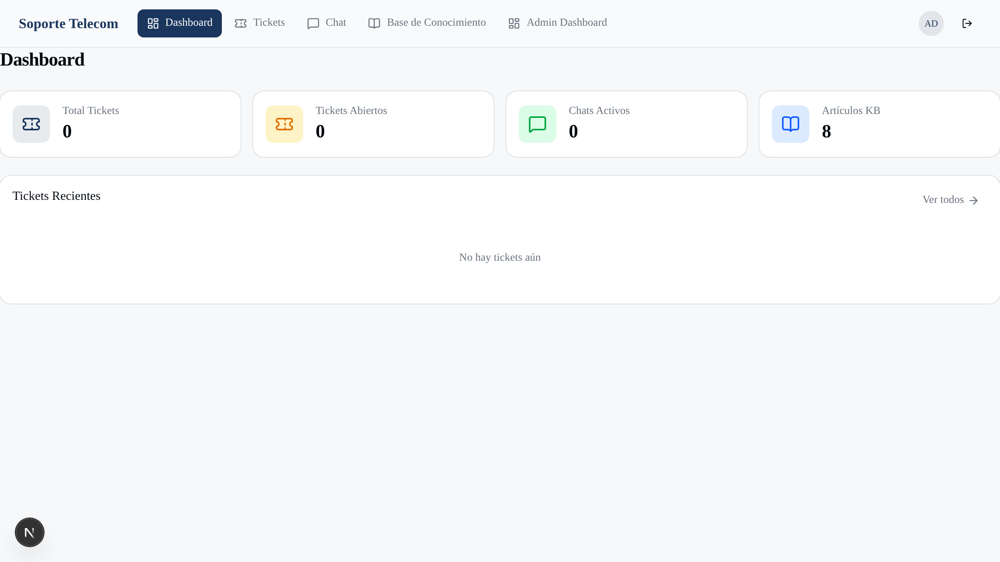 Soporte Telecom
Dashboard
Tickets
Chat
Base de Conocimiento
Admin Dashboard
AD
Dashboard
Total Tickets
0
Tickets Abiertos
0
Chats Activos
0
Artículos KB
8
Tickets Recientes
Ver todos
No hay tickets aún
N